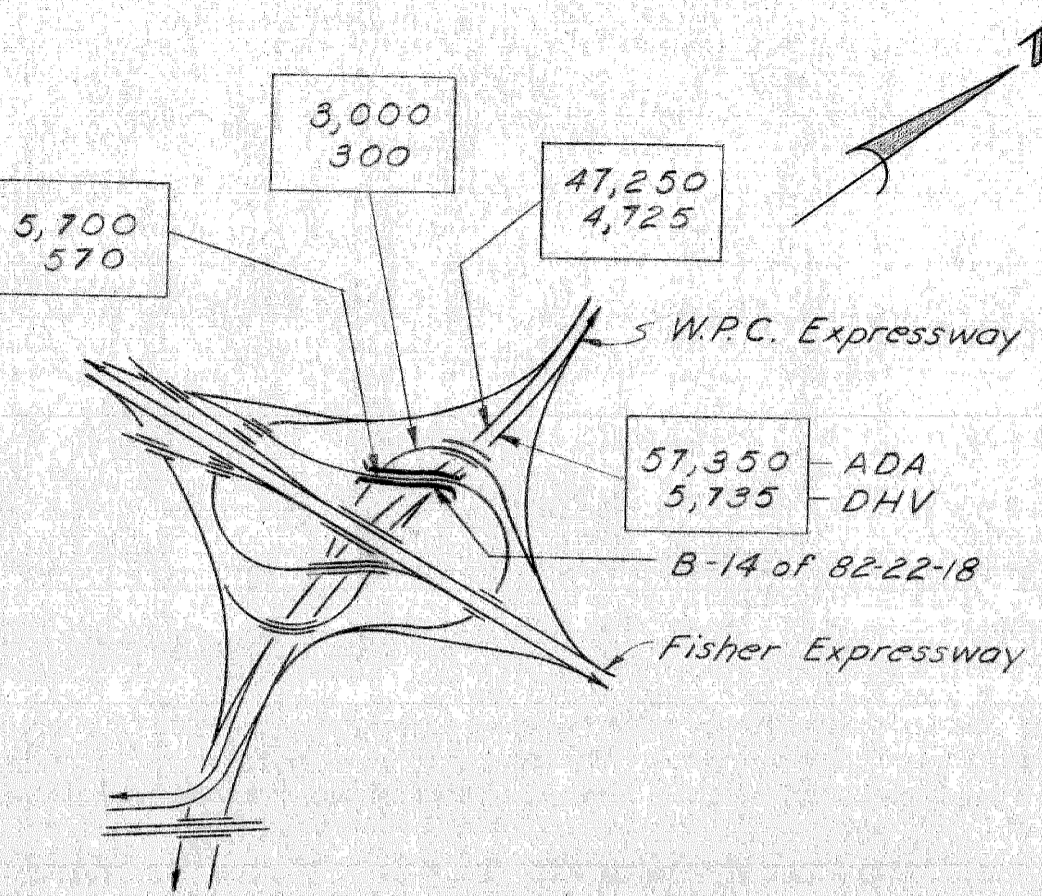 3,000
300
47,250
4,725
5,700
570
W.P.C. Expressway
57,350 — ADA
5,735 — DHV
B-14 of 82-22-18
Fisher Expressway